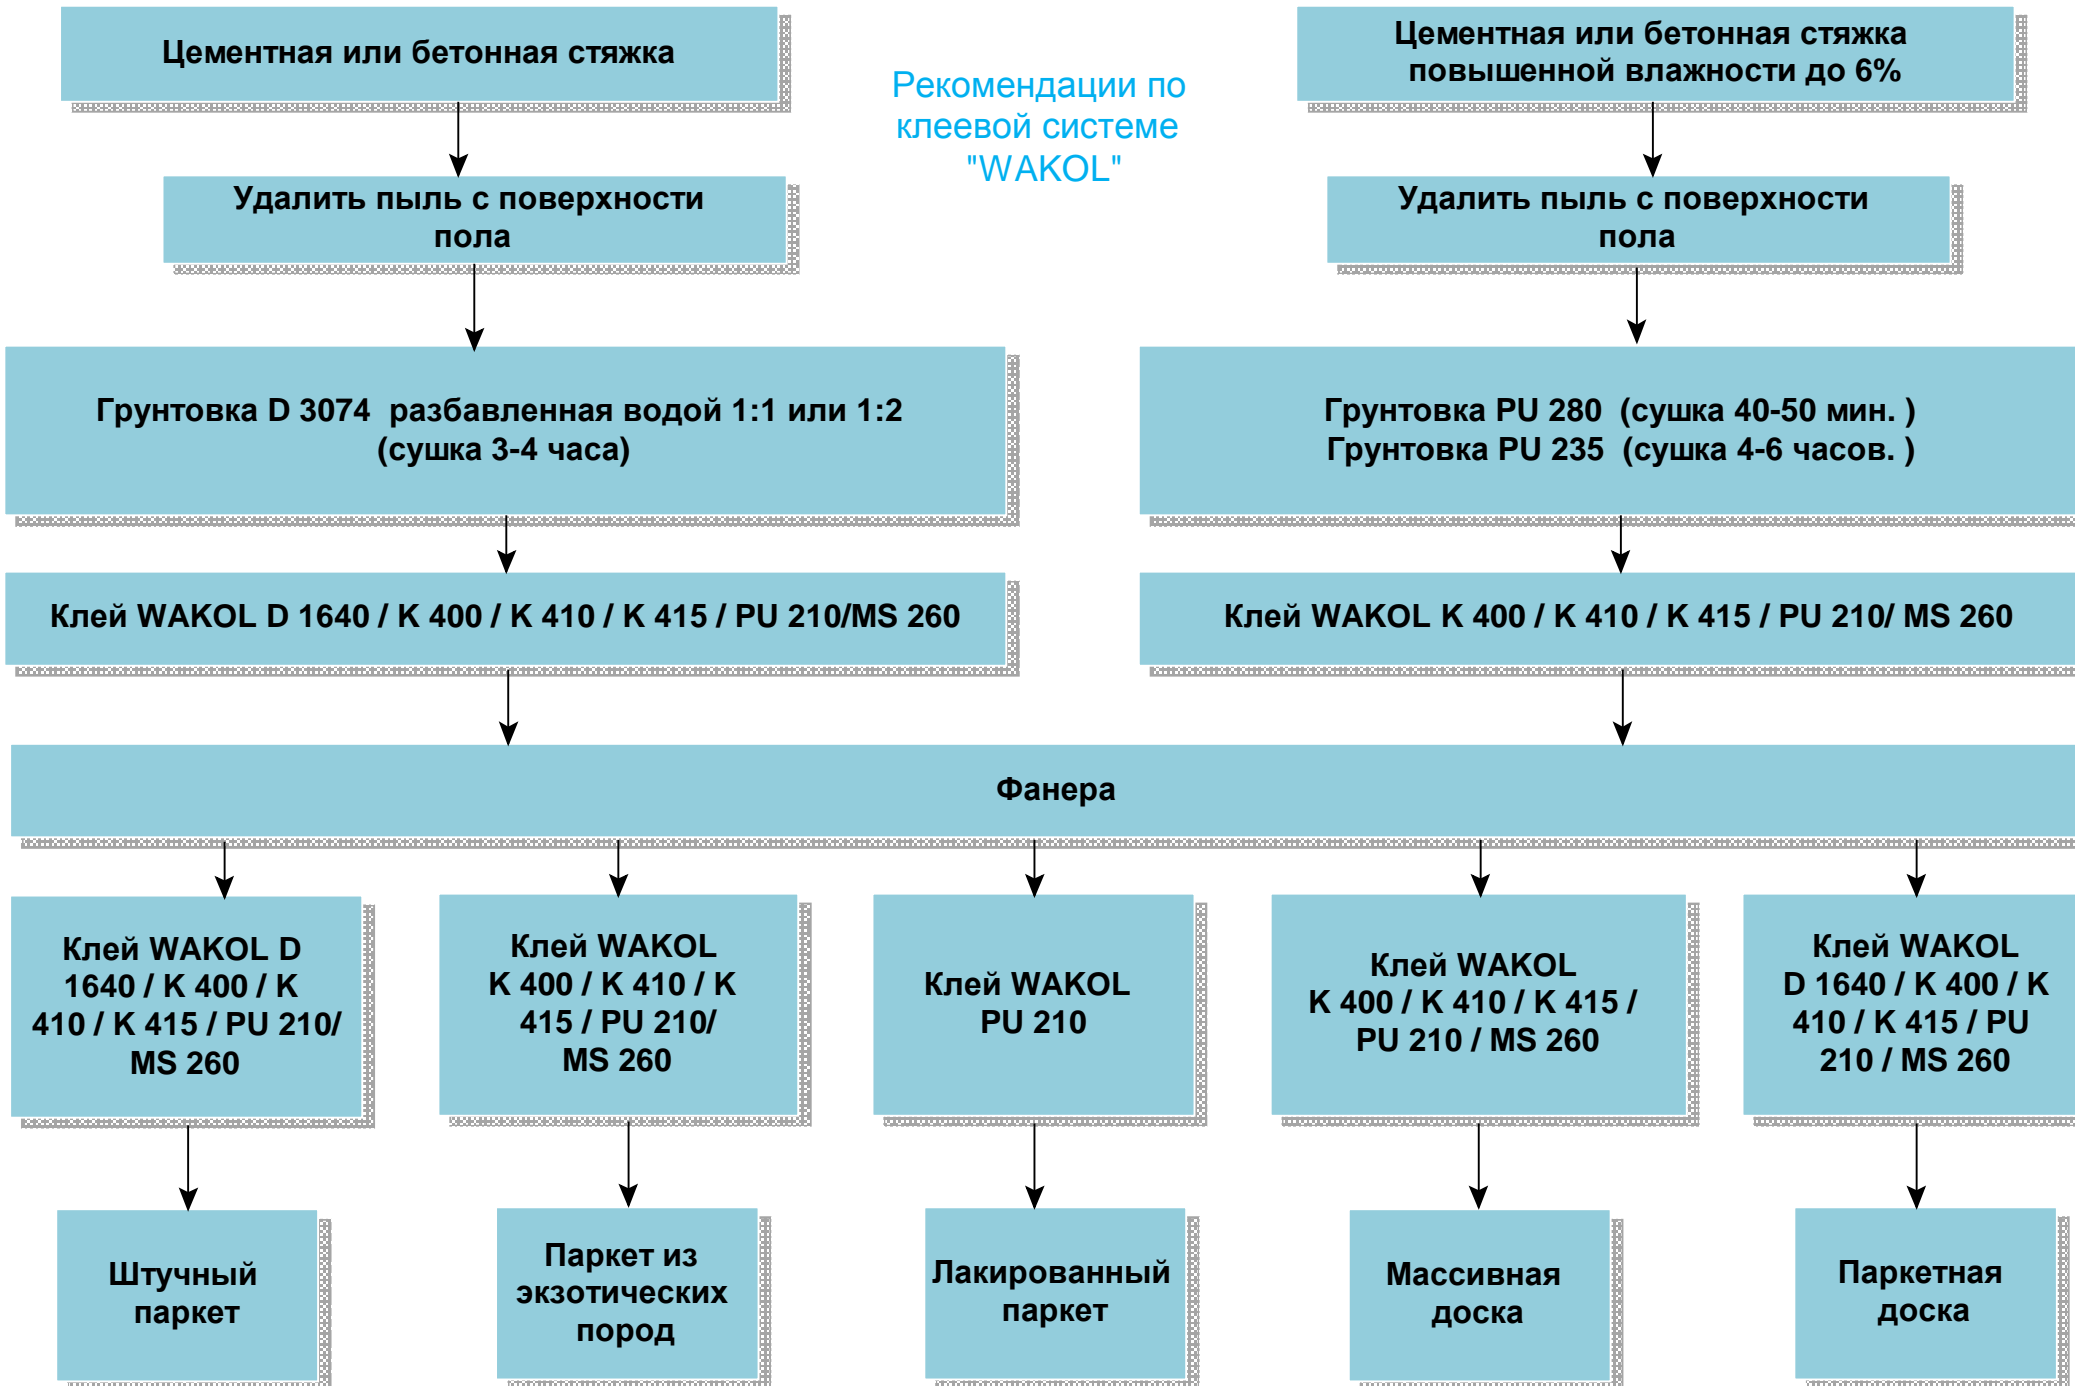 Цементная или бетонная стяжка
Цементная или бетонная стяжка
повышенной влажности до 6%
Рекомендации по
клеевой системе
"WAKOL"
Удалить пыль с поверхности
пола
Удалить пыль с поверхности
пола
Грунтовка D 3074 разбавленная водой 1:1 или 1:2
(сушка 3-4 часа)
Грунтовка PU 280 (сушка 40-50 мин. )
Грунтовка PU 235 (сушка 4-6 часов. )
Клей WAKOL D 1640 / K 400 / K 410 / K 415 / PU 210/MS 260
Клей WAKOL K 400 / K 410 / K 415 / PU 210/ MS 260
Фанера
Клей WAKOL D
1640 / K 400 / K
410 / K 415 / PU 210/
MS 260
Клей WAKOL
K 400 / K 410 / K
415 / PU 210/
MS 260
Клей WAKOL
PU 210
Клей WAKOL
K 400 / K 410 / K 415 /
PU 210 / MS 260
Клей WAKOL
D 1640 / K 400 / K
410 / K 415 / PU
210 / MS 260
Штучный
паркет
Паркет из
экзотических
пород
Лакированный
паркет
Массивная
доска
Паркетная
доска